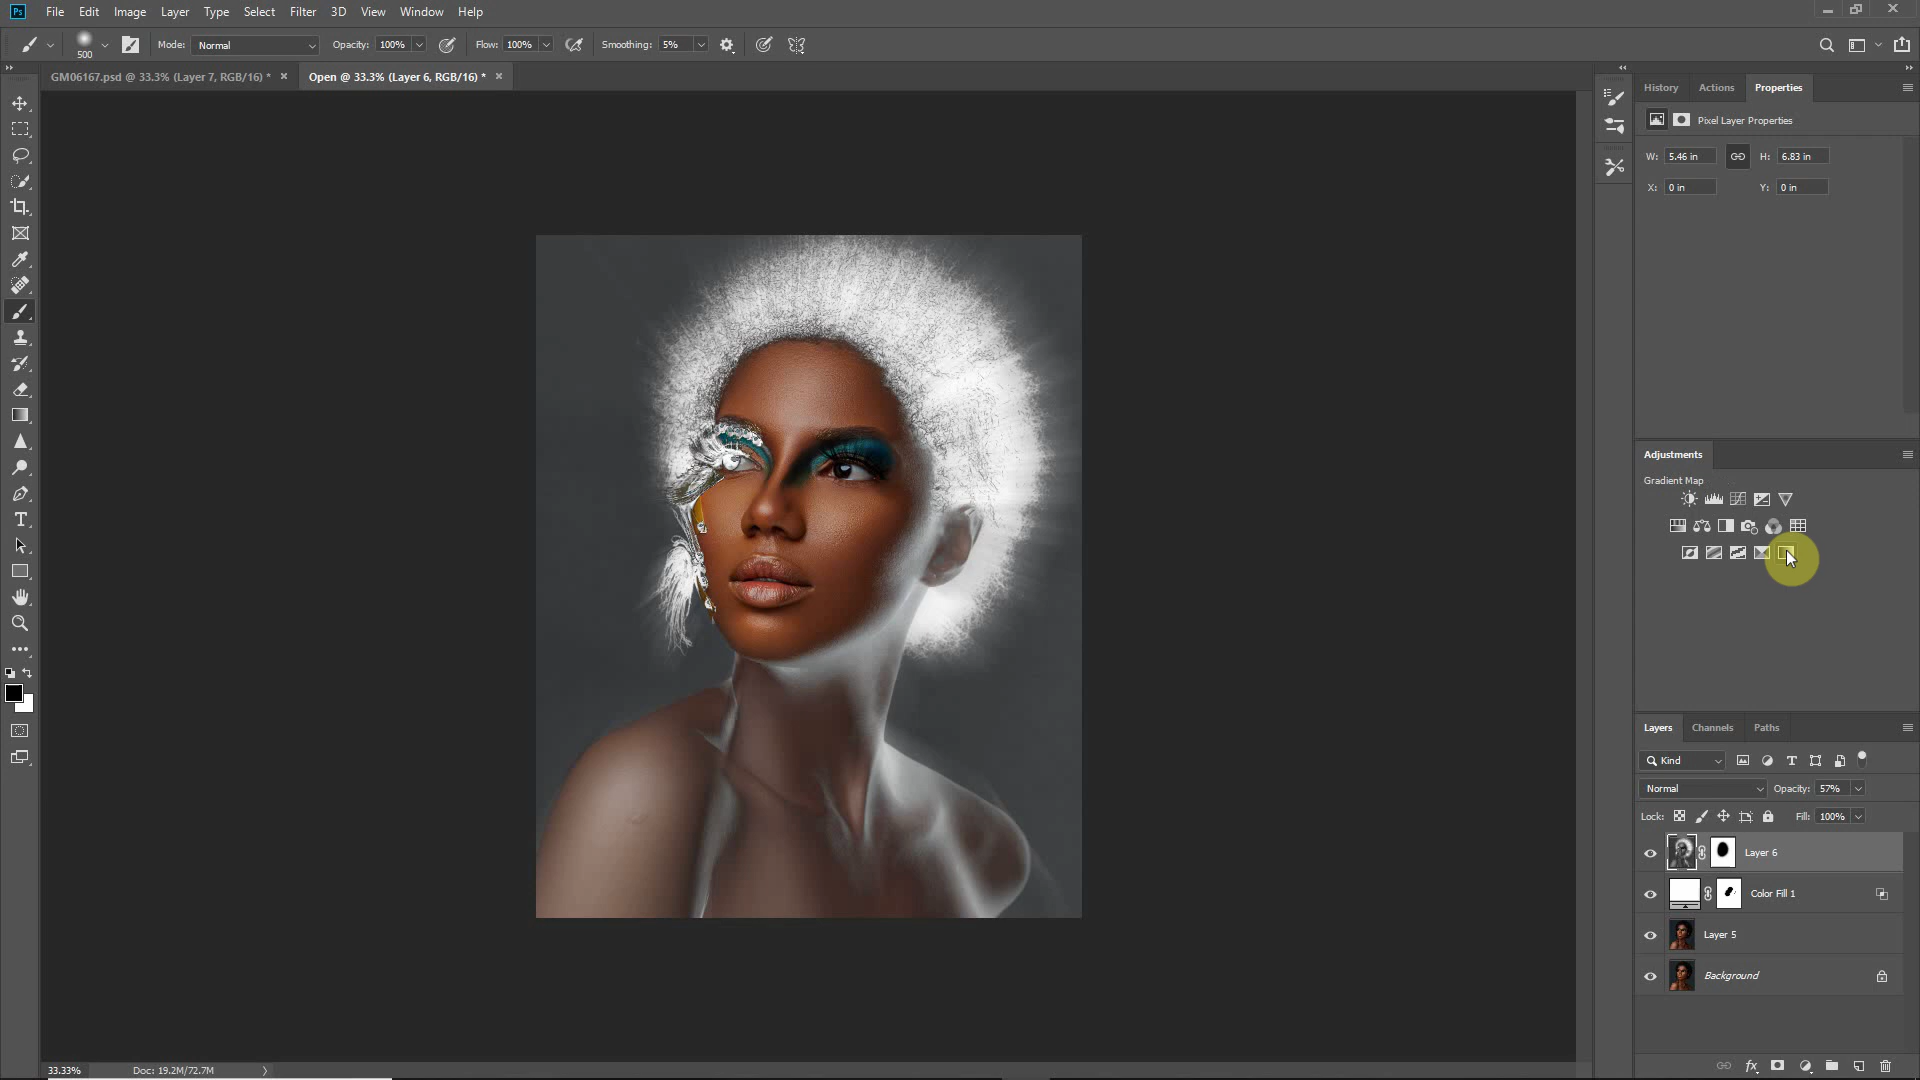 Ps File Edit Image Layer Type Select Filter 3D View Window Help
500 Mode: Normal Opacity: 100% Flow: 100% Smoothing: 5%
GM06167.psd @ 33.3% (Layer 7, RGB/16) * × Open @ 33.3% (Layer 6, RGB/16) * ×
History Actions Properties
Pixel Layer Properties
W: 5.46 in H: 6.83 in
X: 0 in Y: 0 in
Adjustments
Gradient Map
Layers Channels Paths
Kind
Normal Opacity: 57%
Lock: Fill: 100%
Layer 6
Color Fill 1
Layer 5
Background
33.33% Doc: 19.2M/72.7M